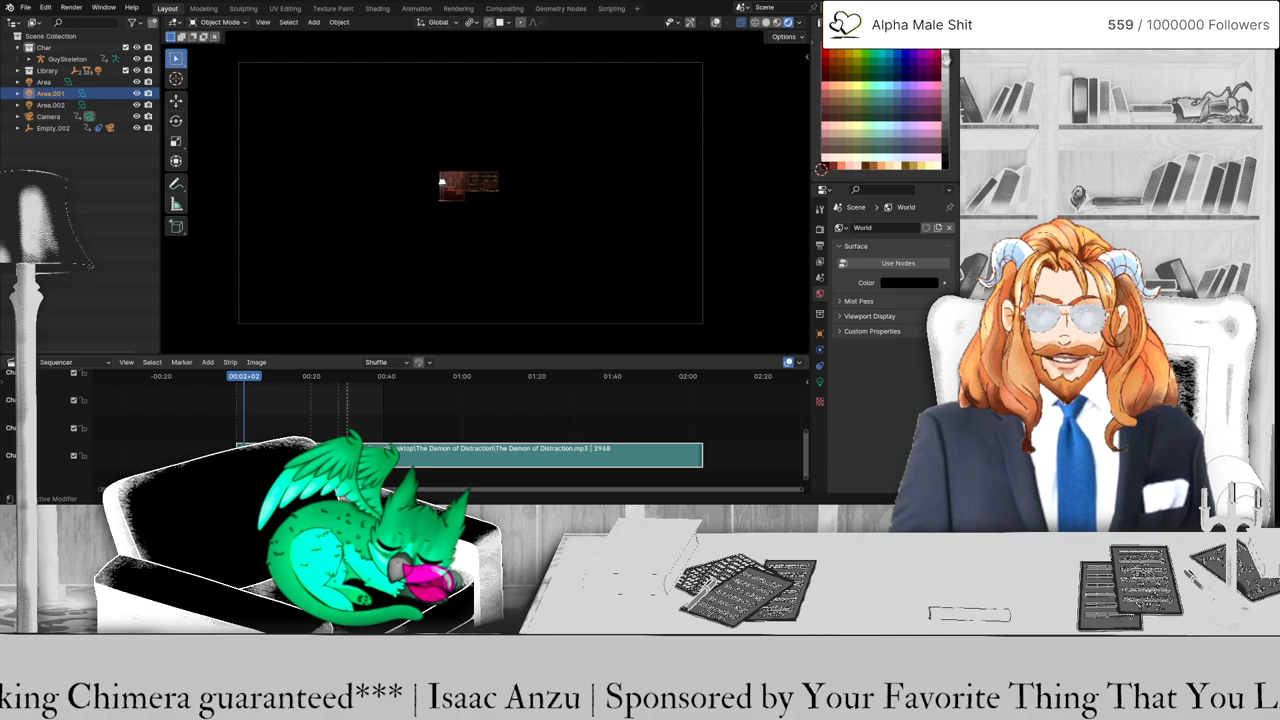 File Edit Render Window Help Layout Modeling Sculpting UV Editing Texture Paint Shading Animation Rendering Compositing Geometry Nodes Scripting Scene
Object Mode View Select Add Object Global
Options
Scene Collection
Char
GuySkeleton
Library
Area
Area.001
Area.002
Camera
Empty.002
Alpha Male Shit 559 / 1000000 Followers
Scene > World
World
Surface
Use Nodes
Color
Mist Pass
Viewport Display
Custom Properties
Sequencer View Select Marker Add Strip Image Shuffle
-00:20 00:02+02 00:20 00:40 01:00 01:20 01:40 02:00 02:20
\The Demon of Distraction\The Demon of Distraction.mp3 | 2968
Modifier
king Chimera guaranteed*** | Isaac Anzu | Sponsored by Your Favorite Thing That You L